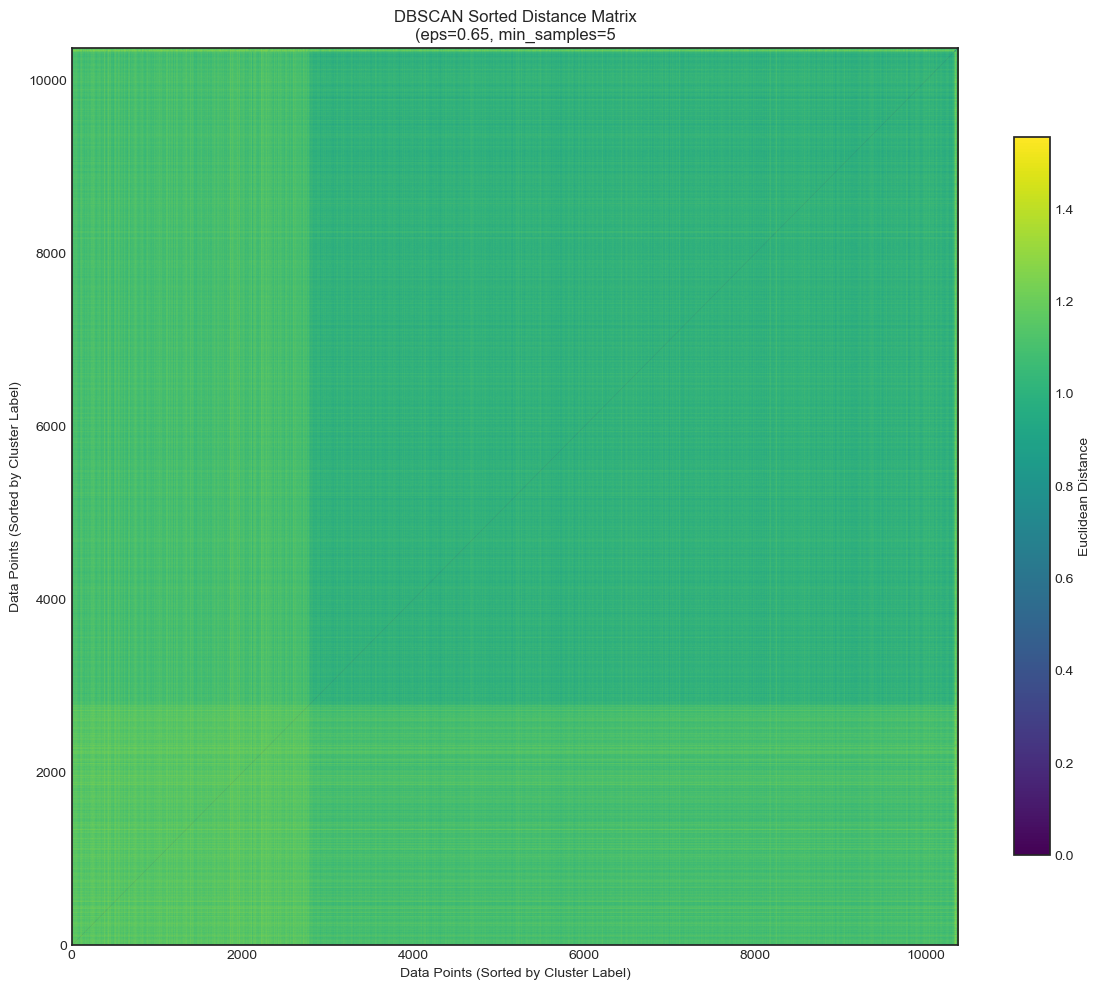 DBSCAN Sorted Distance Matrix
(eps=0.65, min_samples=5
10000
8000
6000
4000
2000
0
Data Points (Sorted by Cluster Label)
0 2000 4000 6000 8000 10000
Data Points (Sorted by Cluster Label)
1.4
1.2
1.0
0.8
0.6
0.4
0.2
0.0
Euclidean Distance